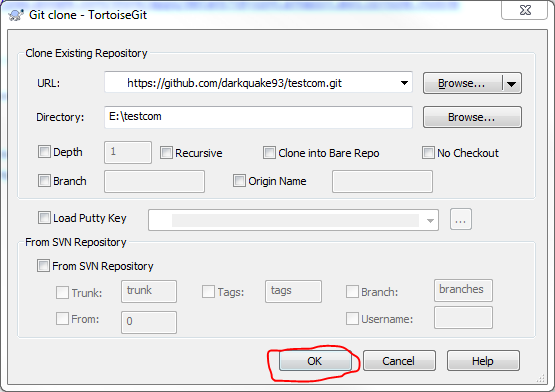 Git clone - TortoiseGit
Clone Existing Repository
URL: https://github.com/darkquake93/testcom.git Browse...
Directory: E:\testcom Browse...
Depth 1 Recursive Clone into Bare Repo No Checkout
Branch Origin Name
Load Putty Key ...
From SVN Repository
From SVN Repository
Trunk: trunk Tags: tags Branch: branches
From: 0 Username:
OK Cancel Help